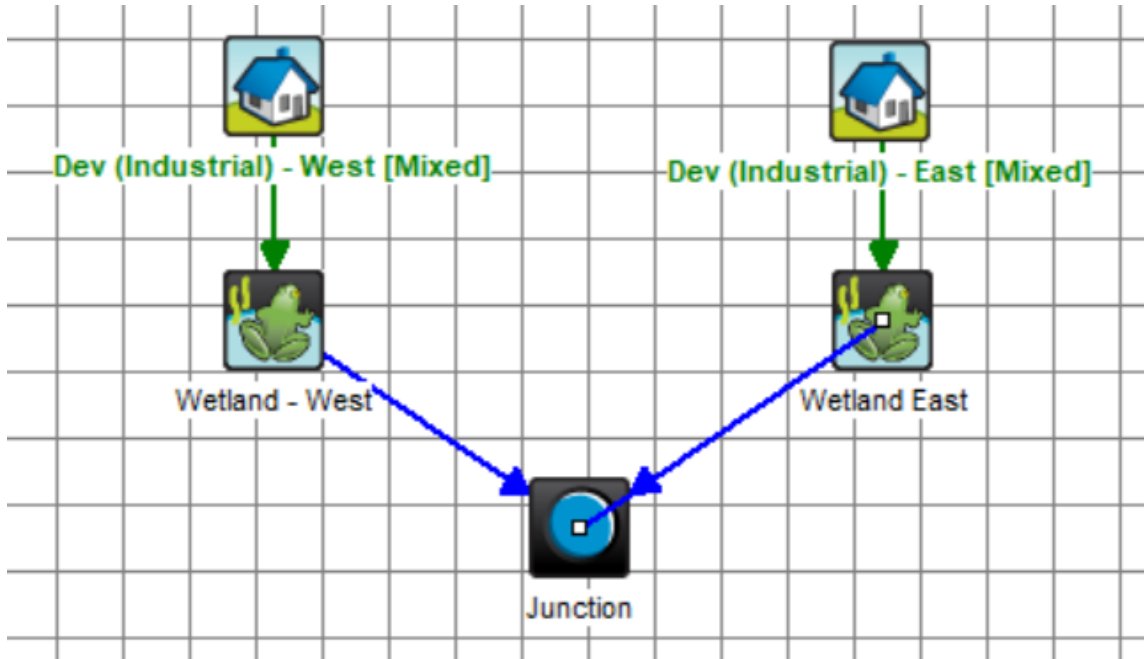 Dev (Industrial) - West [Mixed]
Dev (Industrial) - East [Mixed]
Wetland - West
Wetland East
Junction